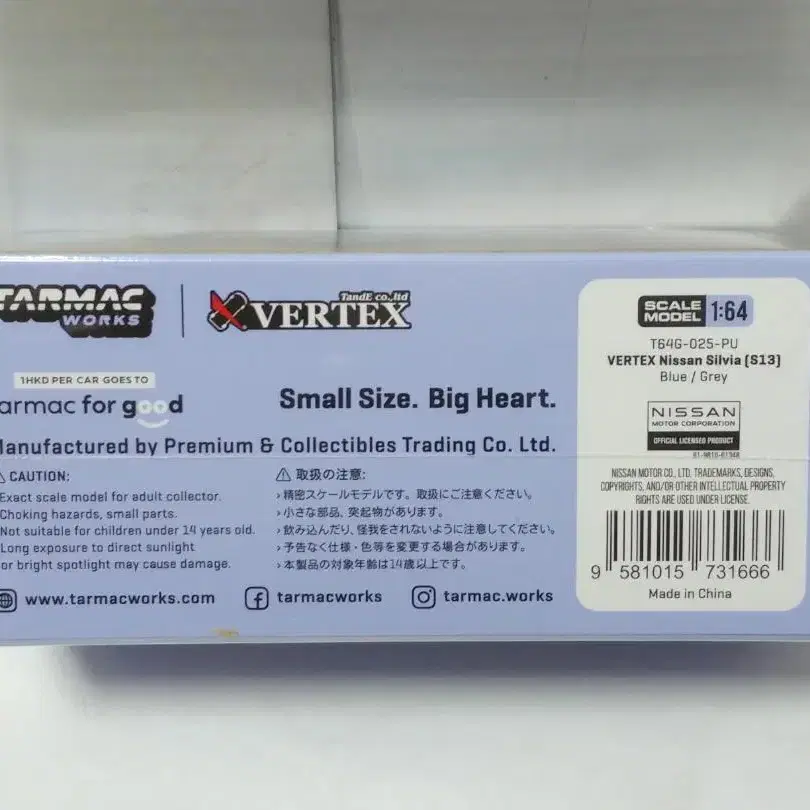 TARMAC
WORKS
TandE co.,ltd
VERTEX
1HKD PER CAR GOES TO
armac for good
Small Size. Big Heart.
Manufactured by Premium & Collectibles Trading Co. Ltd.
CAUTION:
Exact scale model for adult collector.
Choking hazards, small parts.
Not suitable for children under 14 years old.
Long exposure to direct sunlight
or bright spotlight may cause damage.
取扱の注意:
›精密スケールモデルです。取扱にご注意ください。
›小さな部品、突起物があります。
›飲み込んだり、怪我をされないように注意してください。
›予告なく仕様・色等を変更する場合があります。
›本製品の対象年齢は14歳以上です。
www.tarmacworks.com
tarmacworks
tarmac.works
SCALE MODEL 1:64
T64G-025-PU
VERTEX Nissan Silvia (S13)
Blue / Grey
NISSAN
MOTOR CORPORATION
OFFICIAL LICENSED PRODUCT
NISSAN MOTOR CO., LTD. TRADEMARKS, DESIGNS,
COPYRIGHTS, AND/OR OTHER INTELLECTUAL PROPERTY
RIGHTS ARE USED UNDER LICENSE.
9 581015 731666
Made in China